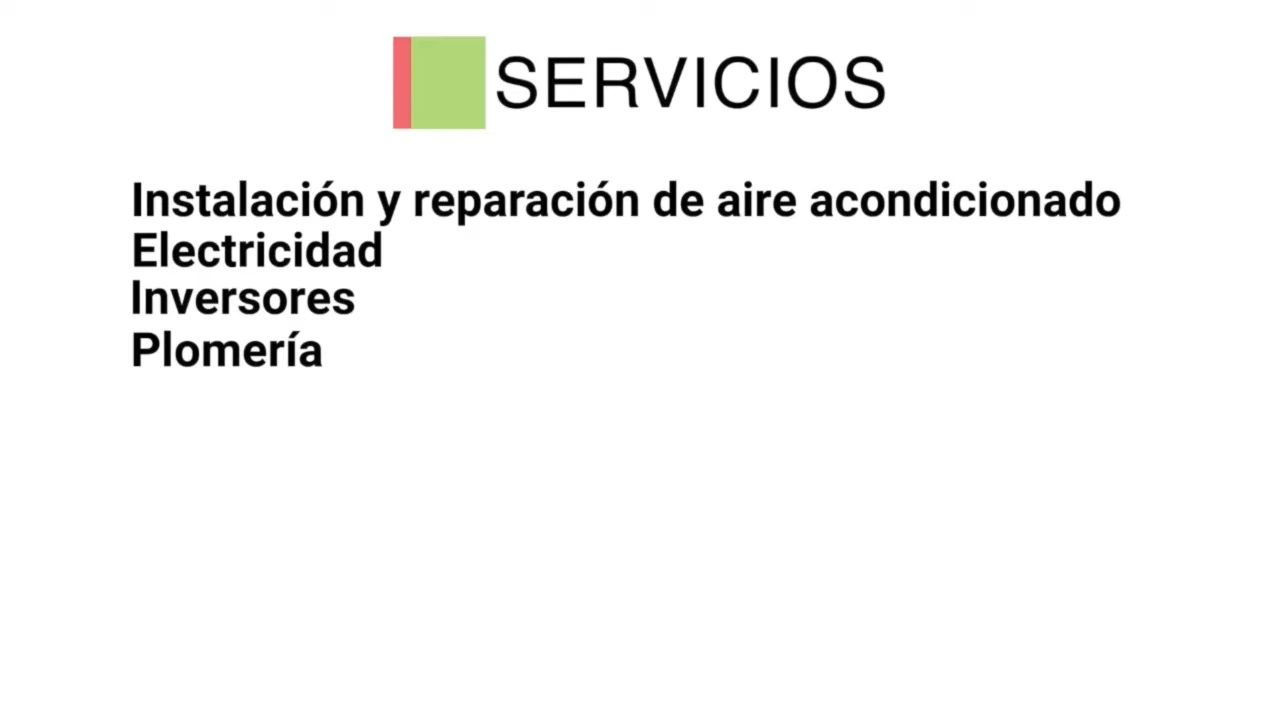 SERVICIOS
Instalación y reparación de aire acondicionado
Electricidad
Inversores
Plomería